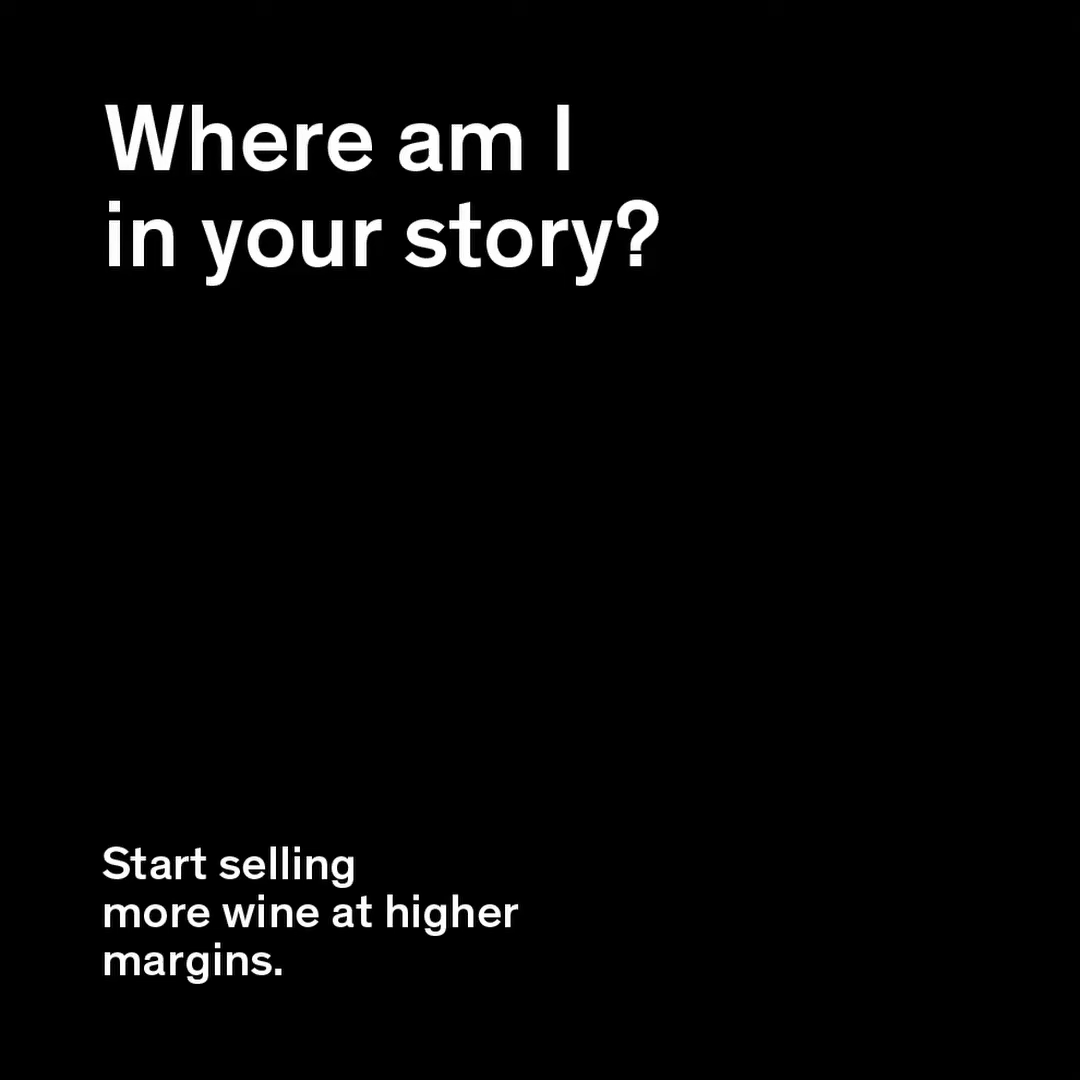 Where am I
in your story?
Start selling
more wine at higher
margins.